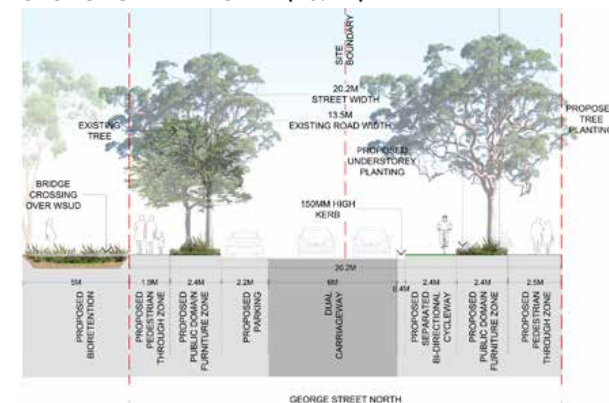 SITE
BOUNDARY
20.2M
STREET WIDTH
13.5M
EXISTING ROAD WIDTH
EXISTING
TREE
PROPOSED
UNDERSTOREY
PLANTING
PROPOSED
TREE
PLANTING
BRIDGE
CROSSING
OVER WSUD
150MM HIGH
KERB
20.2M
5M
1.9M
2.4M
2.2M
6M
0.4M
2.4M
2.4M
2.5M
PROPOSED
BIORETENTION
PROPOSED
PEDESTRIAN
THROUGH ZONE
PROPOSED
PUBLIC DOMAIN
FURNITURE ZONE
PROPOSED
PARKING
DUAL
CARRIAGEWAY
PROPOSED
SEPARATED
BI-DIRECTIONAL
CYCLEWAY
PROPOSED
PUBLIC DOMAIN
FURNITURE ZONE
PROPOSED
PEDESTRIAN
THROUGH ZONE
GEORGE STREET NORTH